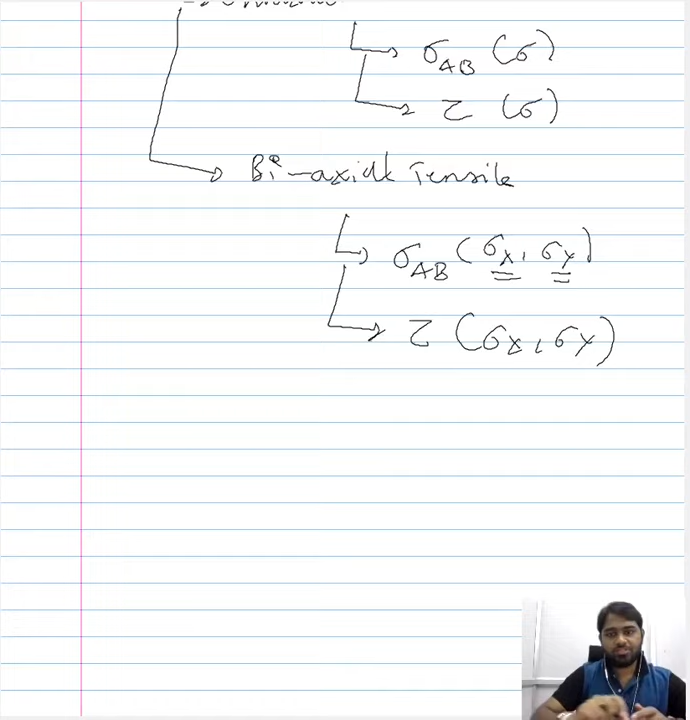 σAB (σ)
τ (σ)
Bi-axial Tensile
σAB (σx, σy)
τ (σx, σy)